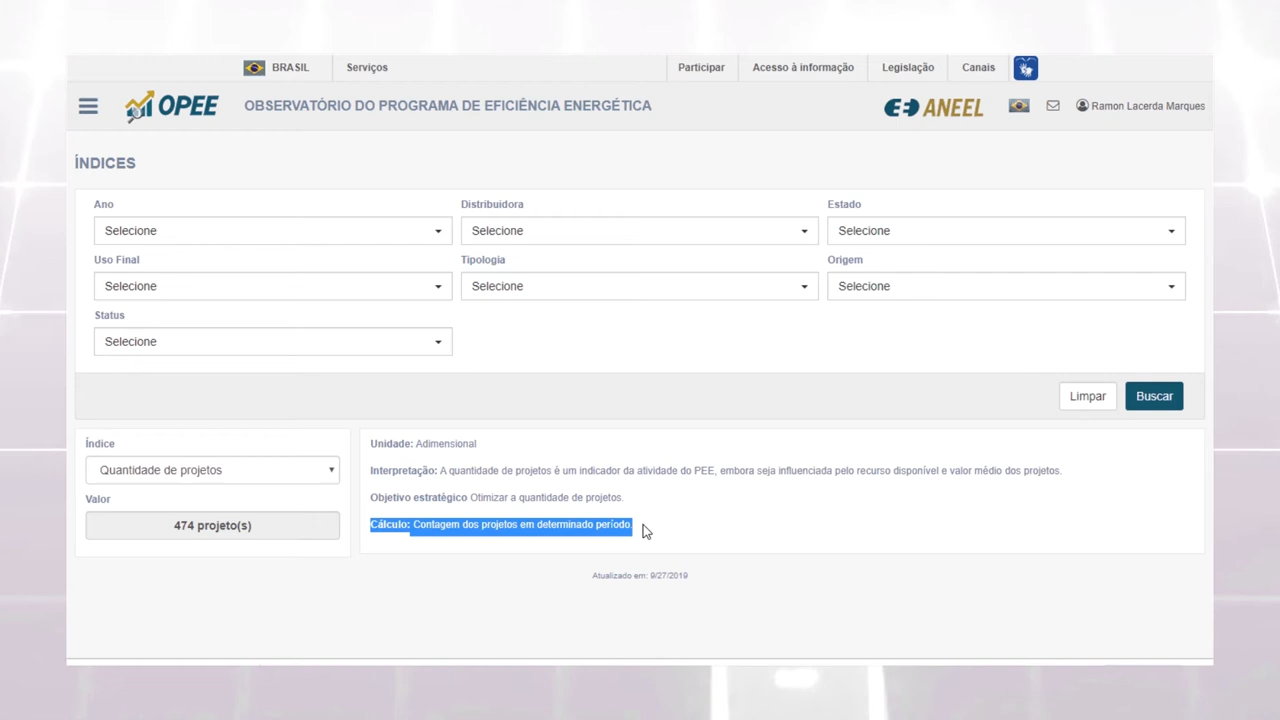 BRASIL Serviços Participar Acesso à informação Legislação Canais
OPEE OBSERVATÓRIO DO PROGRAMA DE EFICIÊNCIA ENERGÉTICA ANEEL Ramon Lacerda Marques
ÍNDICES
Ano Distribuidora Estado
Selecione Selecione Selecione
Uso Final Tipologia Origem
Selecione Selecione Selecione
Status
Selecione
Limpar Buscar
Índice
Quantidade de projetos
Valor
474 projeto(s)
Unidade: Adimensional
Interpretação: A quantidade de projetos é um indicador da atividade do PEE, embora seja influenciada pelo recurso disponível e valor médio dos projetos.
Objetivo estratègico Otimizar a quantidade de projetos.
Cálculo: Contagem dos projetos em determinado período.
Atualizado em: 9/27/2019